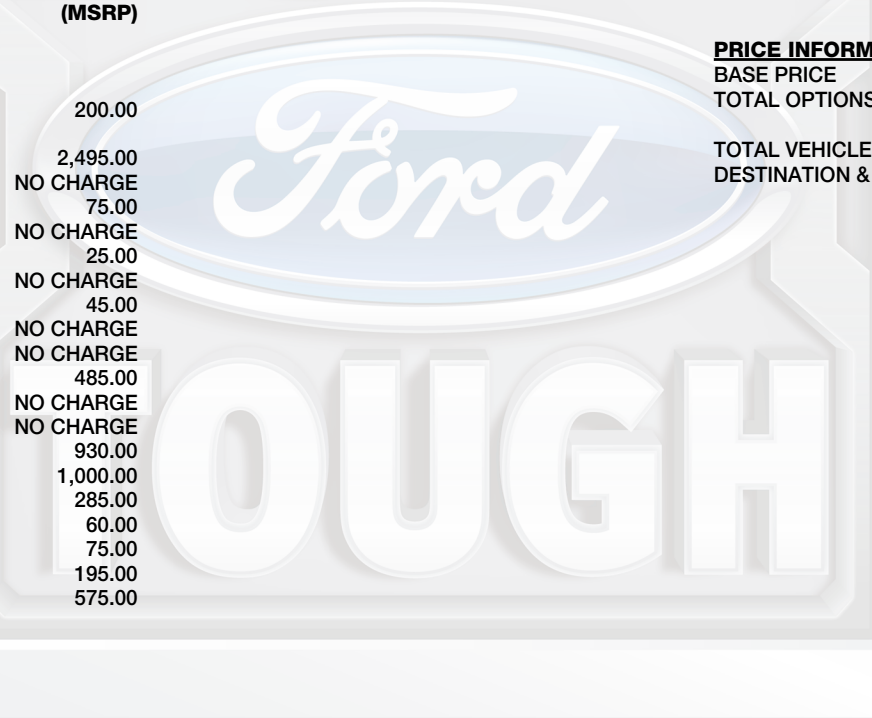 (MSRP)
200.00
2,495.00
NO CHARGE
75.00
NO CHARGE
25.00
NO CHARGE
45.00
NO CHARGE
NO CHARGE
485.00
NO CHARGE
NO CHARGE
930.00
1,000.00
285.00
60.00
75.00
195.00
575.00
PRICE INFORM
BASE PRICE
TOTAL OPTIONS
TOTAL VEHICLE
DESTINATION &
Ford
TOUGH